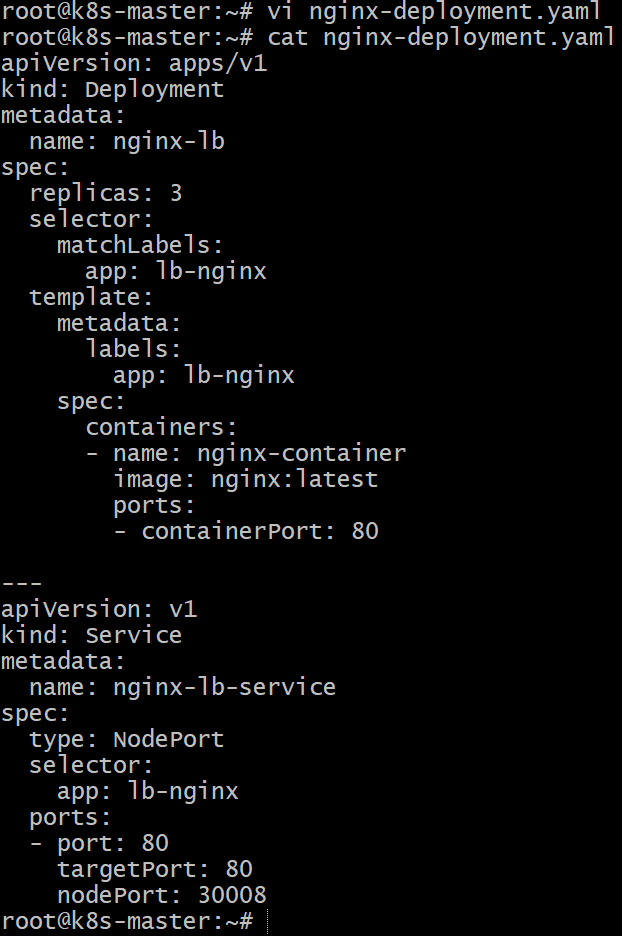 root@k8s-master:~# vi nginx-deployment.yaml
root@k8s-master:~# cat nginx-deployment.yaml
apiVersion: apps/v1
kind: Deployment
metadata:
  name: nginx-lb
spec:
  replicas: 3
  selector:
    matchLabels:
      app: lb-nginx
  template:
    metadata:
      labels:
        app: lb-nginx
    spec:
      containers:
      - name: nginx-container
        image: nginx:latest
        ports:
        - containerPort: 80

---
apiVersion: v1
kind: Service
metadata:
  name: nginx-lb-service
spec:
  type: NodePort
  selector:
    app: lb-nginx
  ports:
  - port: 80
    targetPort: 80
    nodePort: 30008
root@k8s-master:~#